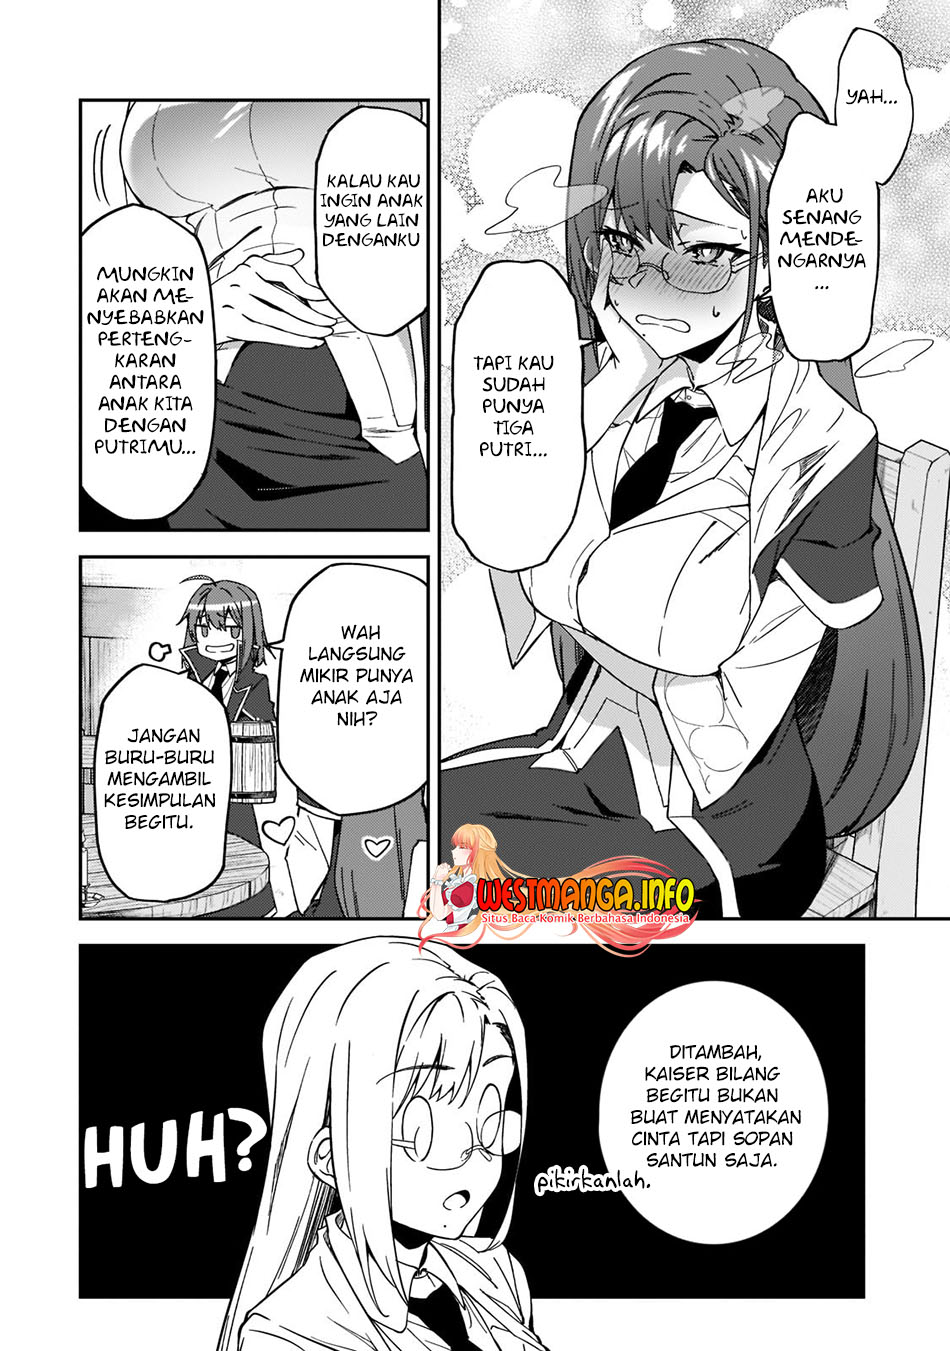 YAH...
AKU
SENANG
MENDE-
NGARNYA
...
TAPI KAU
SUDAH
PUNYA
TIGA
PUTRI...
KALAU KAU
INGIN ANAK
YANG LAIN
DENGANKU
MUNGKIN
AKAN ME-
NYEBABKAN
PERTENG-
KARAN
ANTARA
ANAK KITA
DENGAN
PUTRIMU...
WAH
LANGSUNG
MIKIR PUNYA
ANAK AJA
NIH?
JANGAN
BURU-BURU
MENGAMBIL
KESIMPULAN
BEGITU.
WESTMANGA.INFO
Situs Baca Komik Berbahasa Indonesia
DITAMBAH,
KAISER BILANG
BEGITU BUKAN
BUAT MENYATAKAN
CINTA TAPI SOPAN
SANTUN SAJA.
pikirkanlah.
HUH?